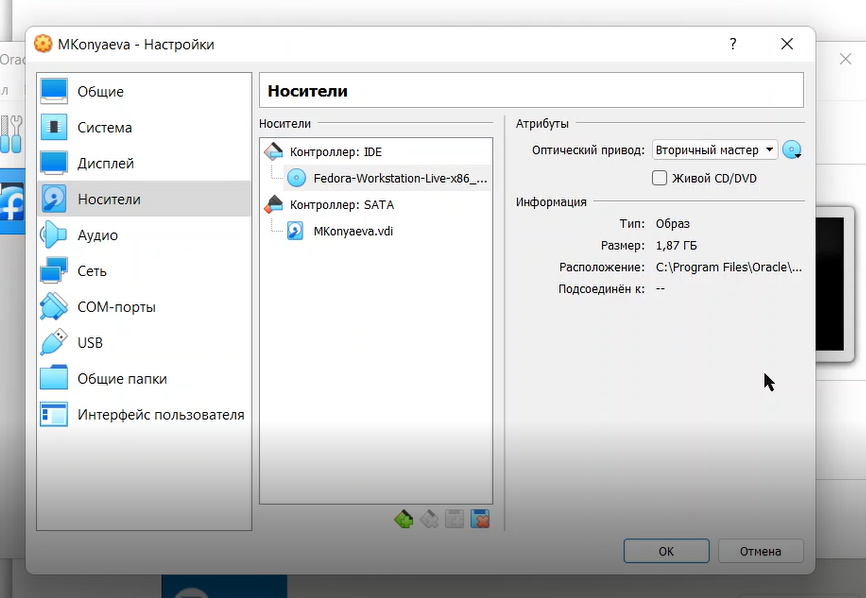 MKonyaeva - Настройки
?
Orac
л
Общие
Система
Дисплей
Носители
Аудио
Сеть
COM-порты
USB
Общие папки
Интерфейс пользователя
Носители
Носители
Контроллер: IDE
Fedora-Workstation-Live-x86_...
Контроллер: SATA
MKonyaeva.vdi
Атрибуты
Оптический привод: Вторичный мастер
Живой CD/DVD
Информация
Тип: Образ
Размер: 1,87 ГБ
Расположение: C:\Program Files\Oracle\...
Подсоединён к: --
OK
Отмена